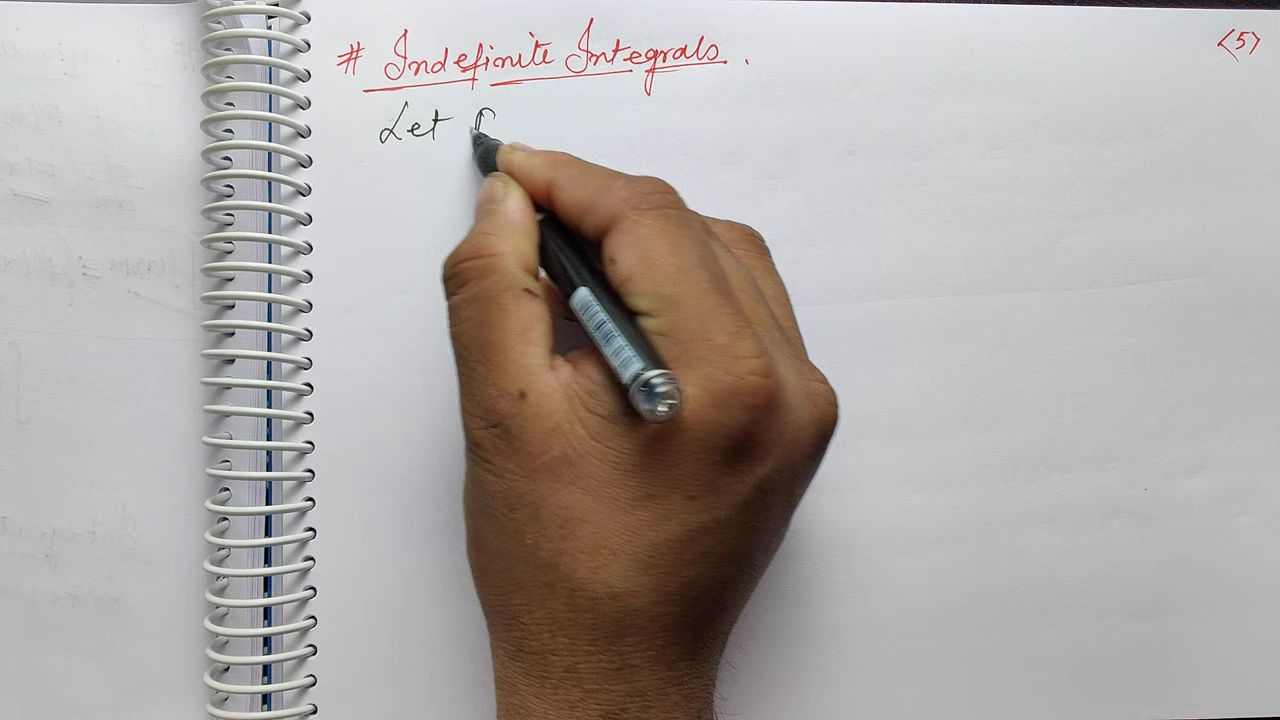 # Indefinite Integrals. <5>
Let